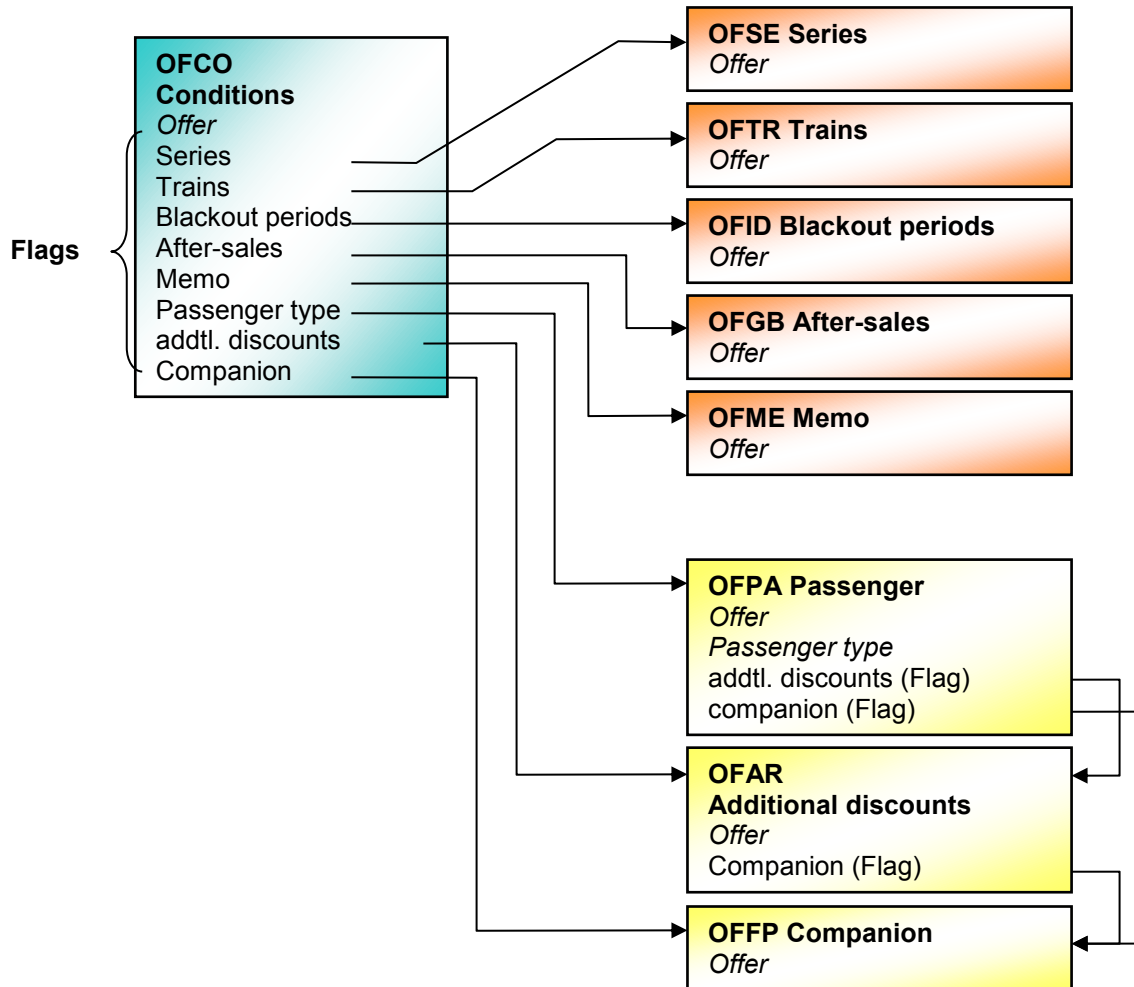 OFCO
Conditions
Offer
Series
Trains
Blackout periods
After-sales
Memo
Passenger type
addtl. discounts
Companion
Flags
OFSE Series
Offer
OFTR Trains
Offer
OFID Blackout periods
Offer
OFGB After-sales
Offer
OFME Memo
Offer
OFPA Passenger
Offer
Passenger type
addtl. discounts (Flag)
companion (Flag)
OFAR
Additional discounts
Offer
Companion (Flag)
OFFP Companion
Offer